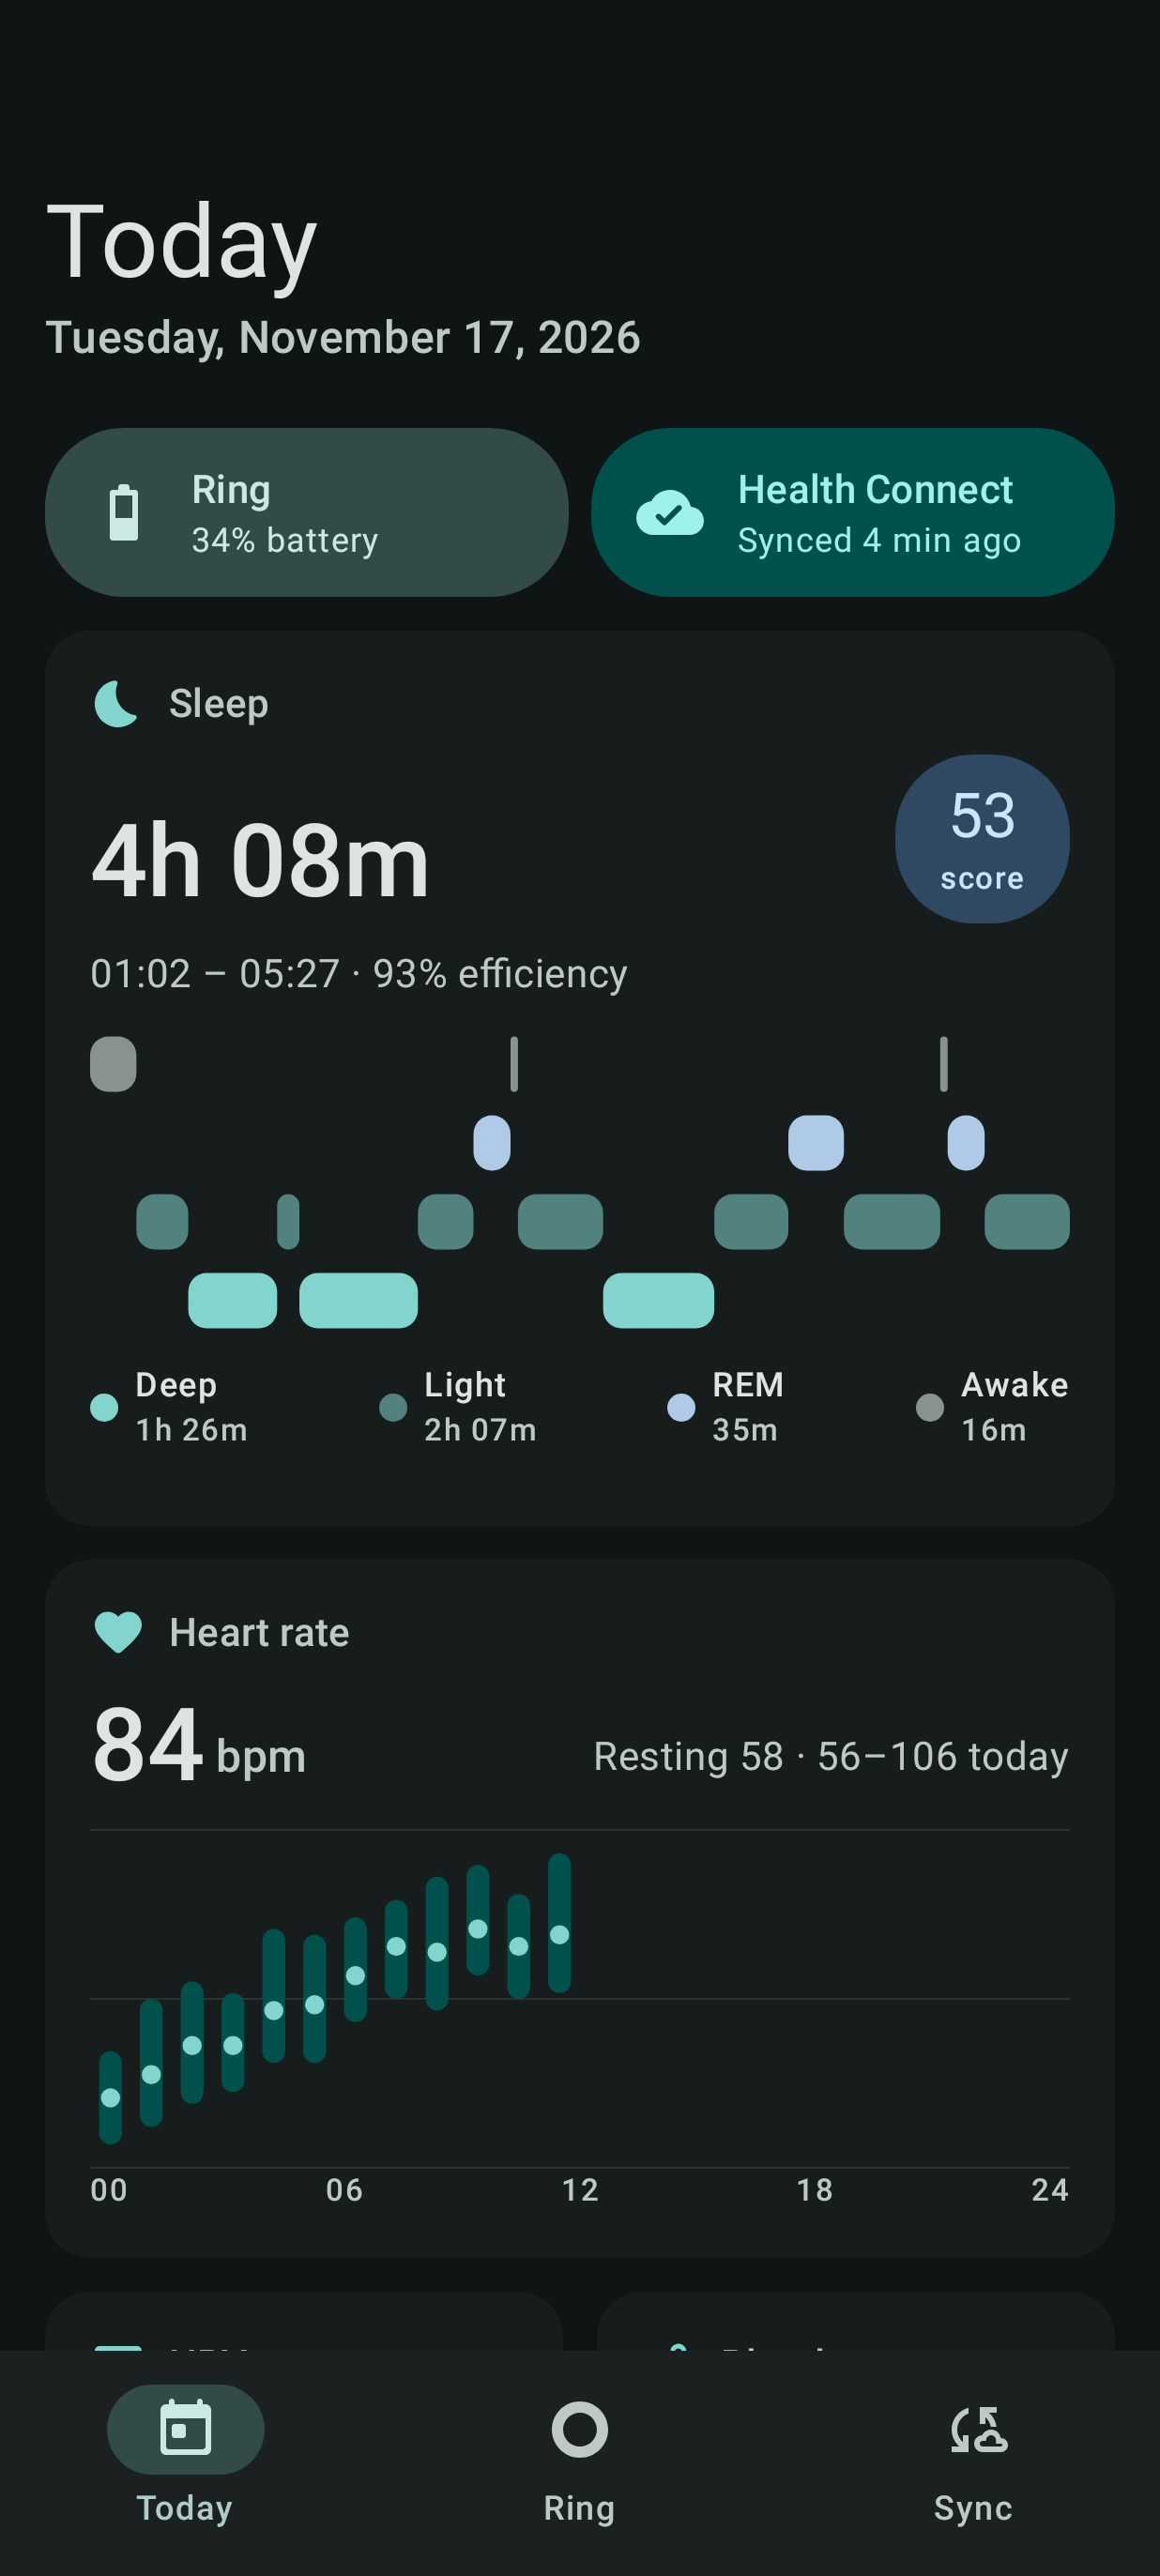 Today
Tuesday, November 17, 2026
Ring
34% battery
Health Connect
Synced 4 min ago
Sleep
4h 08m
53
score
01:02 – 05:27 · 93% efficiency
Deep
1h 26m
Light
2h 07m
REM
35m
Awake
16m
Heart rate
84 bpm
Resting 58 · 56–106 today
00 06 12 18 24
Today
Ring
Sync